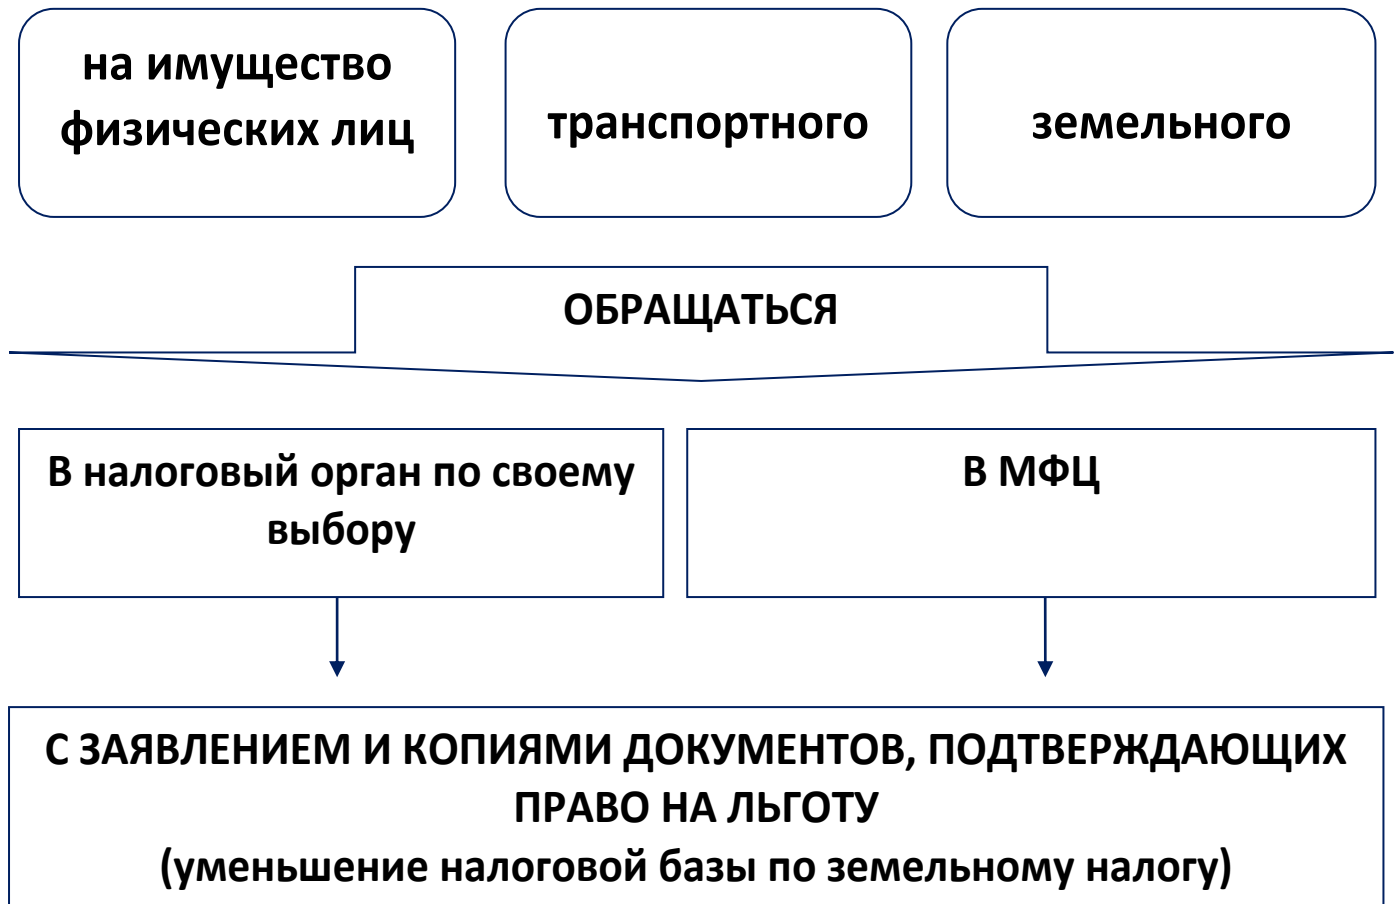 на имущество
физических лиц
транспортного
земельного
ОБРАЩАТЬСЯ
В налоговый орган по своему
выбору
В МФЦ
С ЗАЯВЛЕНИЕМ И КОПИЯМИ ДОКУМЕНТОВ, ПОДТВЕРЖДАЮЩИХ
ПРАВО НА ЛЬГОТУ
(уменьшение налоговой базы по земельному налогу)